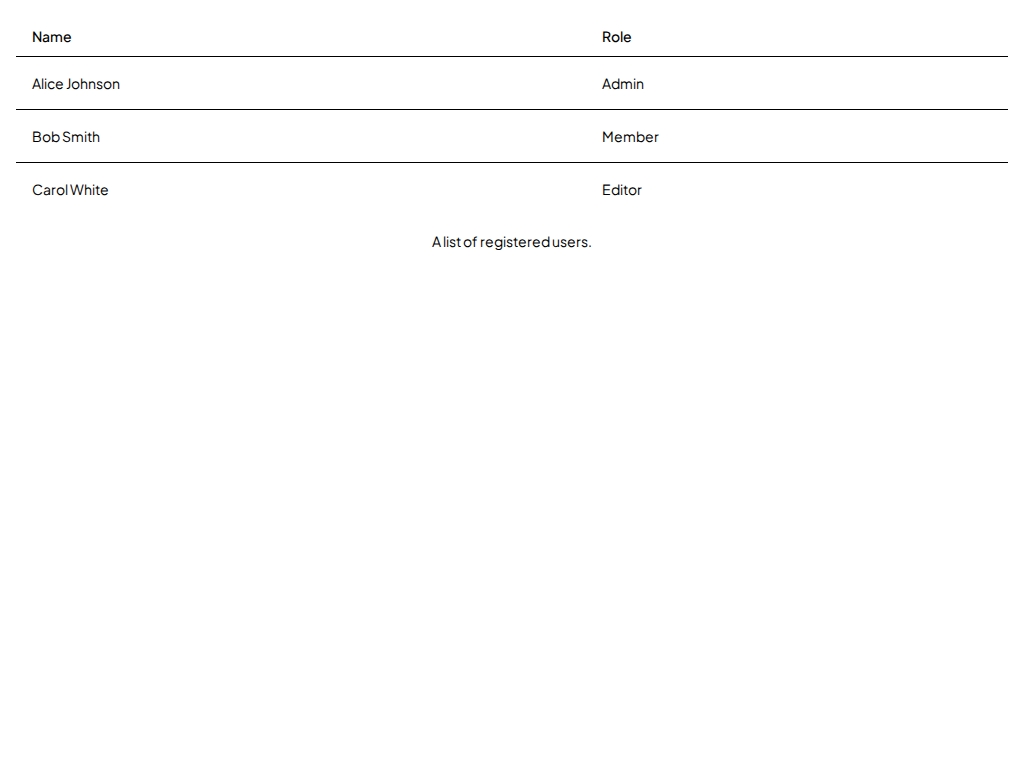 Name Role
Alice Johnson Admin
Bob Smith Member
Carol White Editor
A list of registered users.